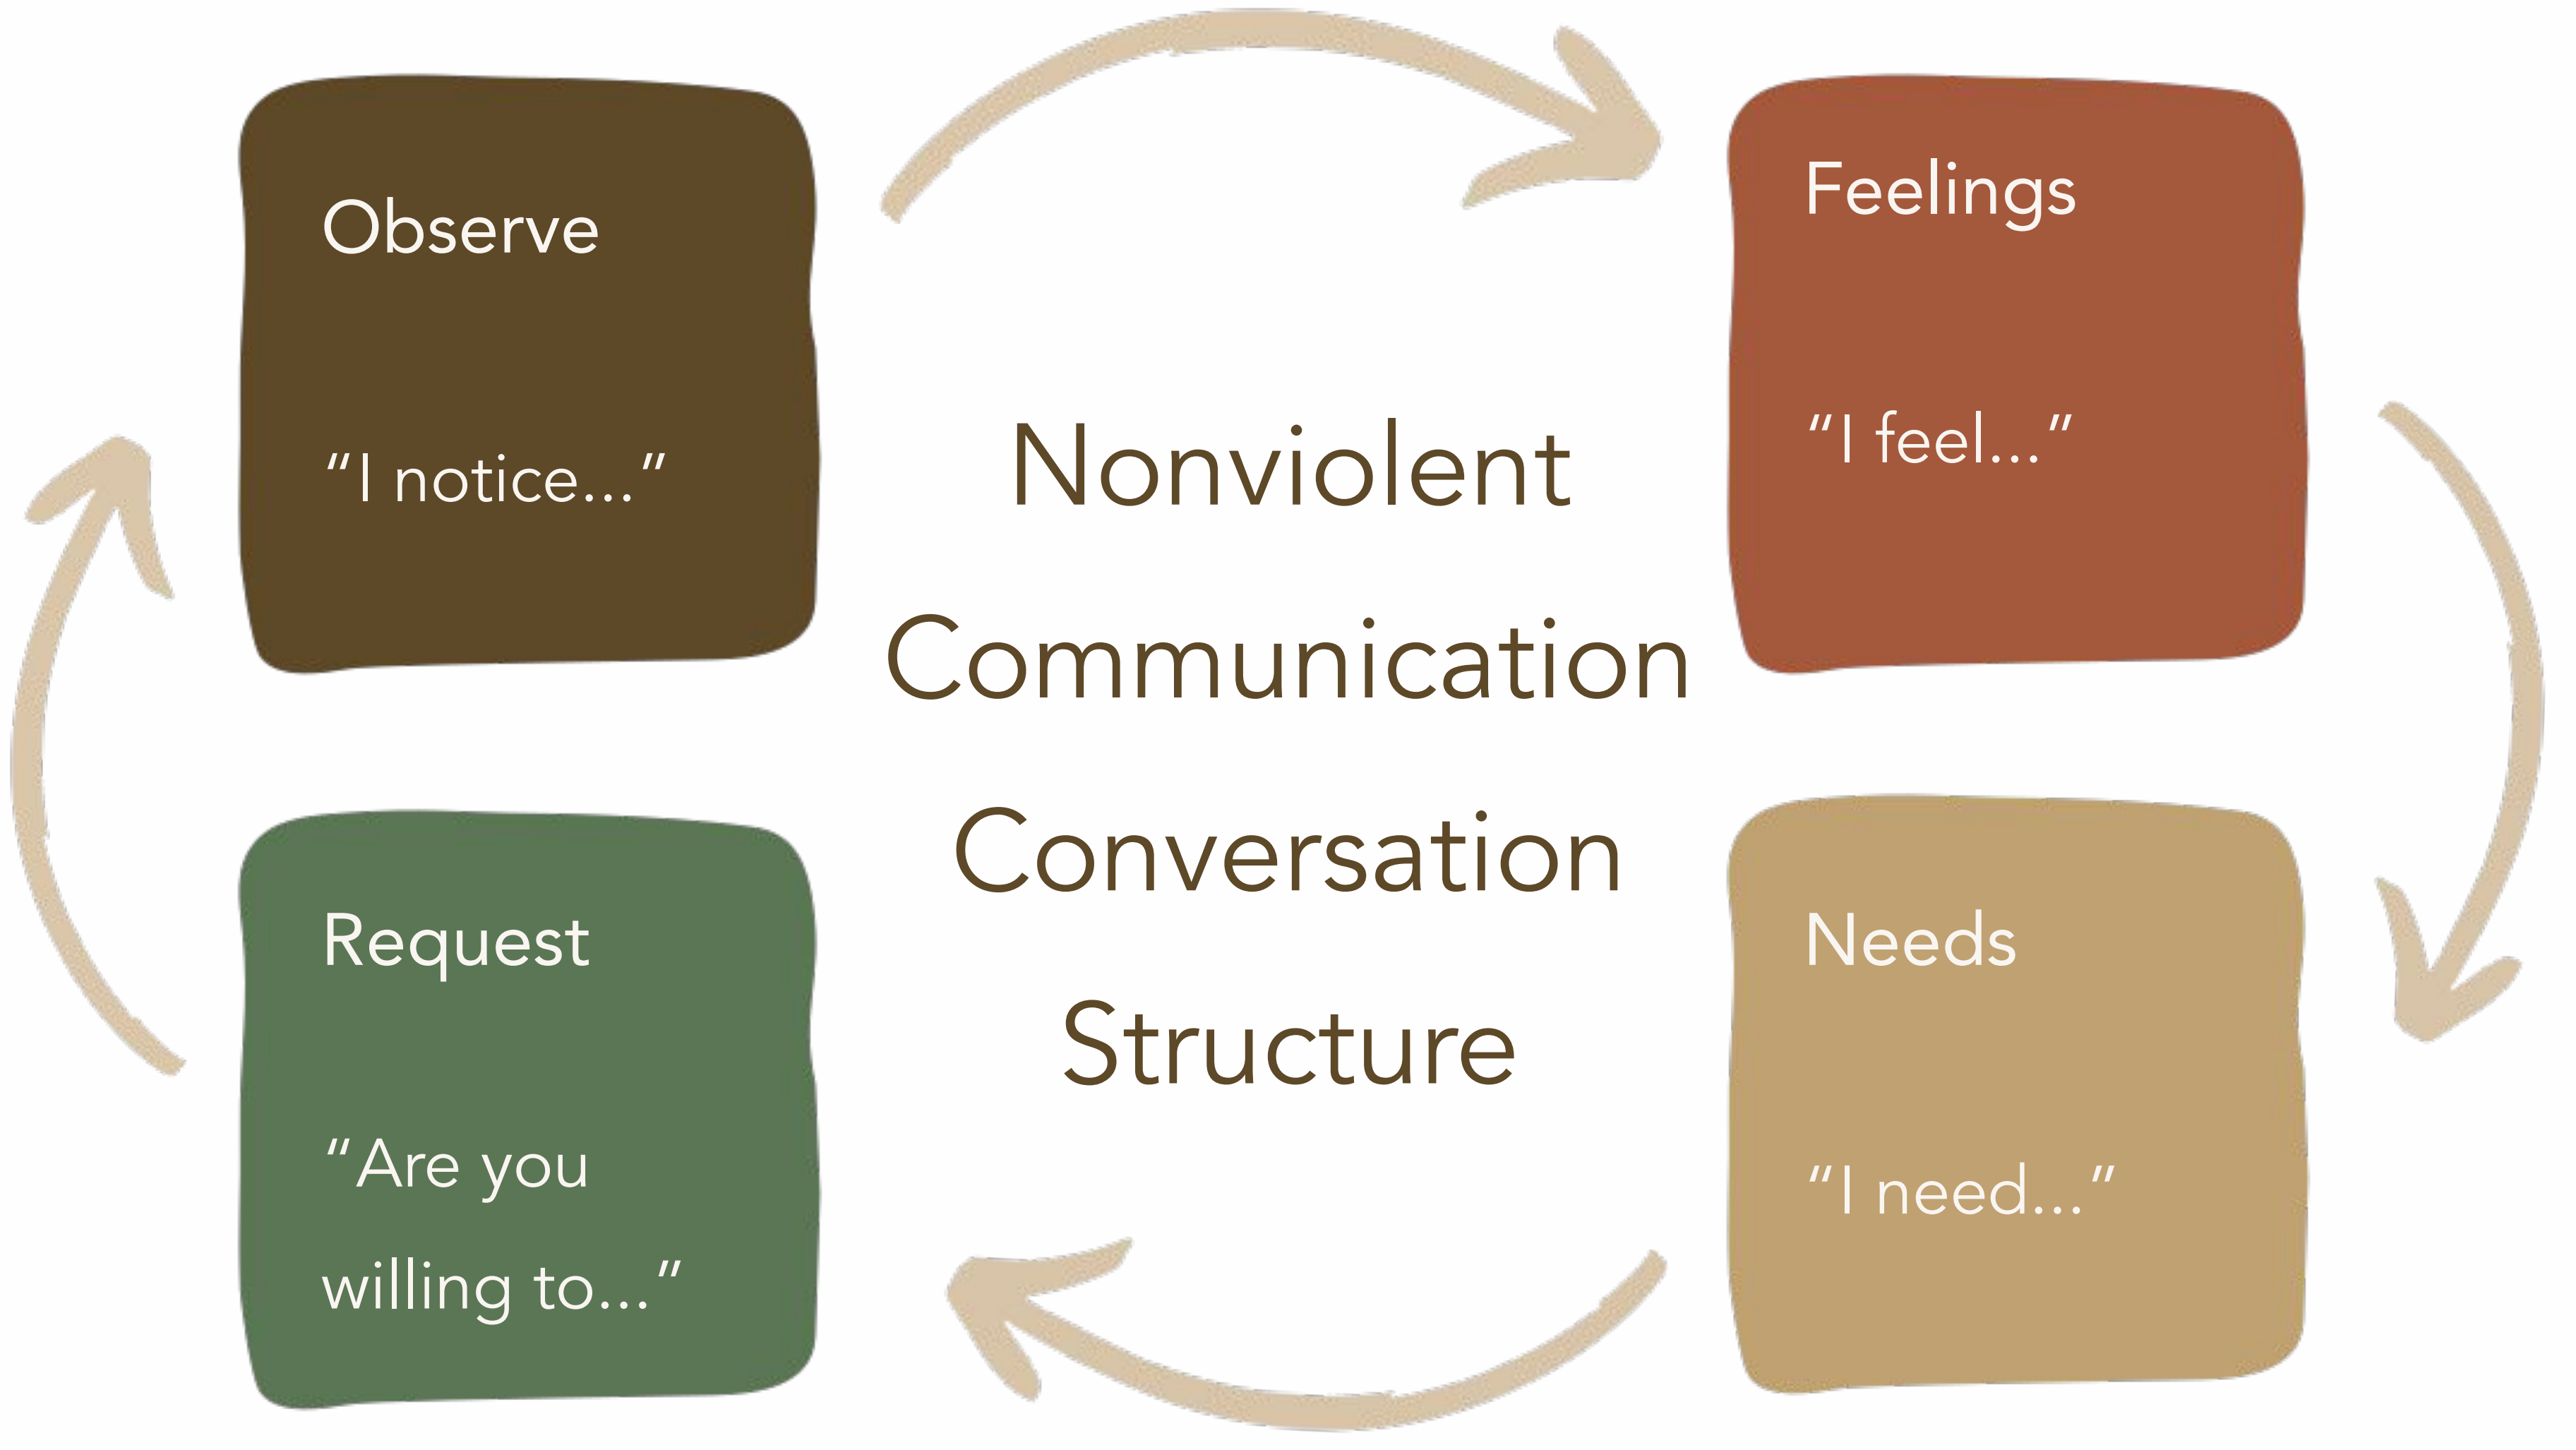 Observe
“I notice...”
Feelings
“I feel...”
Nonviolent
Communication
Conversation
Structure
Request
“Are you
willing to...”
Needs
“I need...”